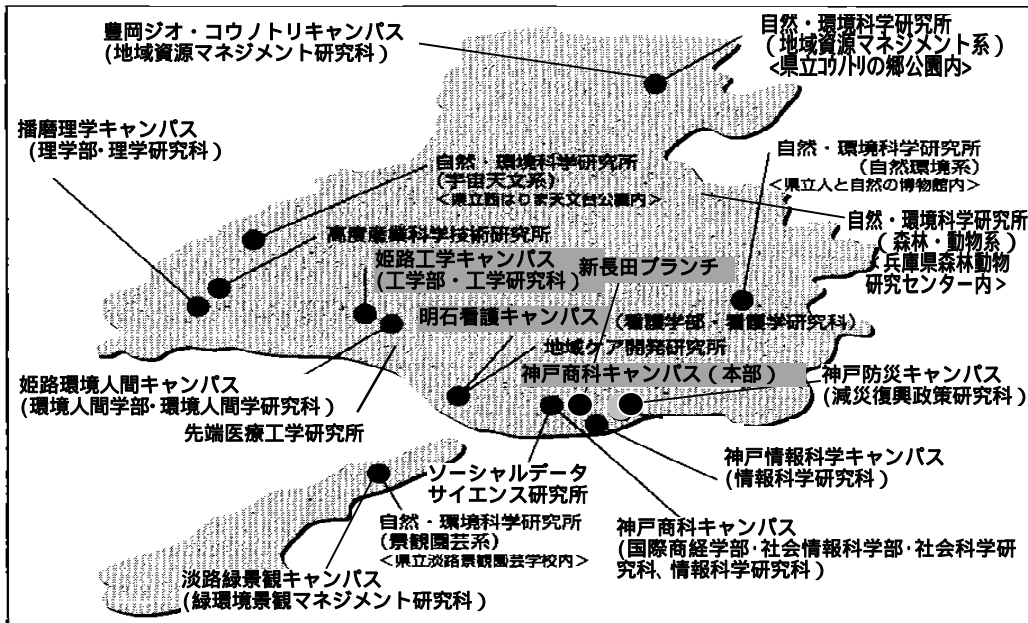 豊岡ジオ・コウノトリキャンパス
(地域資源マネジメント研究科)
自然・環境科学研究所
(地域資源マネジメント系)
<県立コウノトリの郷公園内>
播磨理学キャンパス
(理学部・理学研究科)
自然・環境科学研究所
(宇宙天文系)
<県立西はりま天文台公園内>
自然・環境科学研究所
(自然環境系)
<県立人と自然の博物館内>
高度産業科学技術研究所
自然・環境科学研究所
(森林・動物系)
<兵庫県森林動物
研究センター内>
姫路工学キャンパス
(工学部・工学研究科)
新長田ブランチ
明石看護キャンパス (看護学部・看護学研究科)
地域ケア開発研究所
神戸商科キャンパス(本部)
神戸防災キャンパス
(減災復興政策研究科)
姫路環境人間キャンパス
(環境人間学部・環境人間学研究科)
先端医療工学研究所
神戸情報科学キャンパス
(情報科学研究科)
ソーシャルデータ
サイエンス研究所
自然・環境科学研究所
(景観園芸系)
<県立淡路景観園芸学校内>
神戸商科キャンパス
(国際商経学部・社会情報科学部・社会科学研
究科、情報科学研究科)
淡路緑景観キャンパス
(緑環境景観マネジメント研究科)